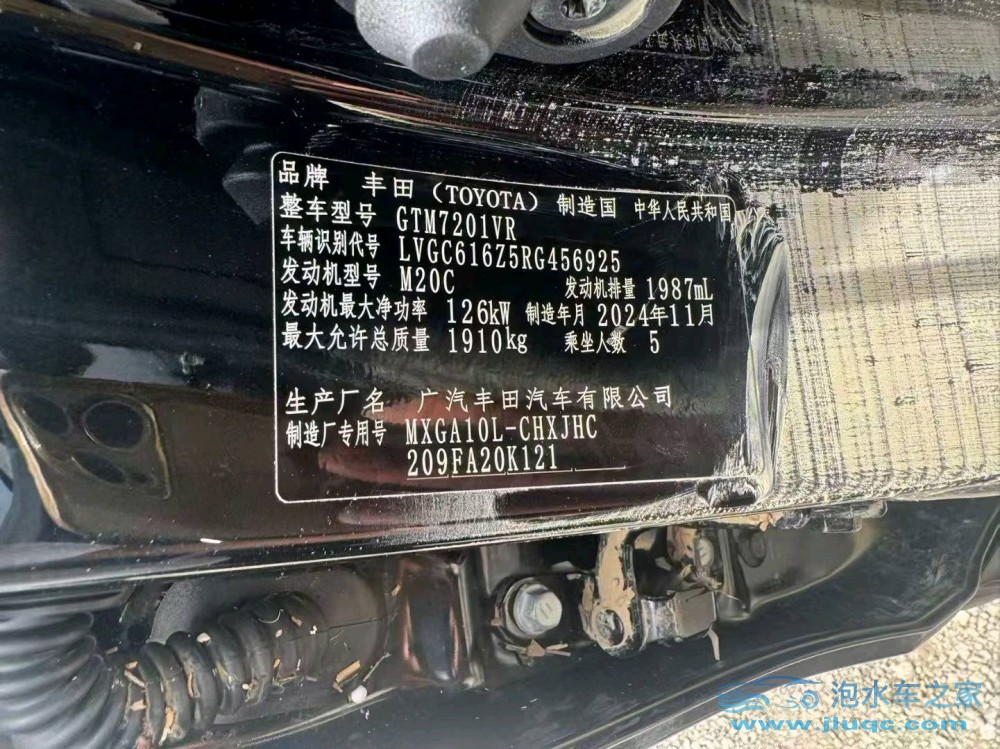 品牌 丰田（TOYOTA） 制造国 中华人民共和国
整车型号 GTM7201VR
车辆识别代号 LVGC616Z5RG456925
发动机型号 M20C 发动机排量 1987mL
发动机最大净功率 126kW 制造年月 2024年11月
最大允许总质量 1910kg 乘坐人数 5
生产厂名 广汽丰田汽车有限公司
制造厂专用号 MXGA10L-CHXJHC
209FA20K121
泡水车之家
www.jluqc.com